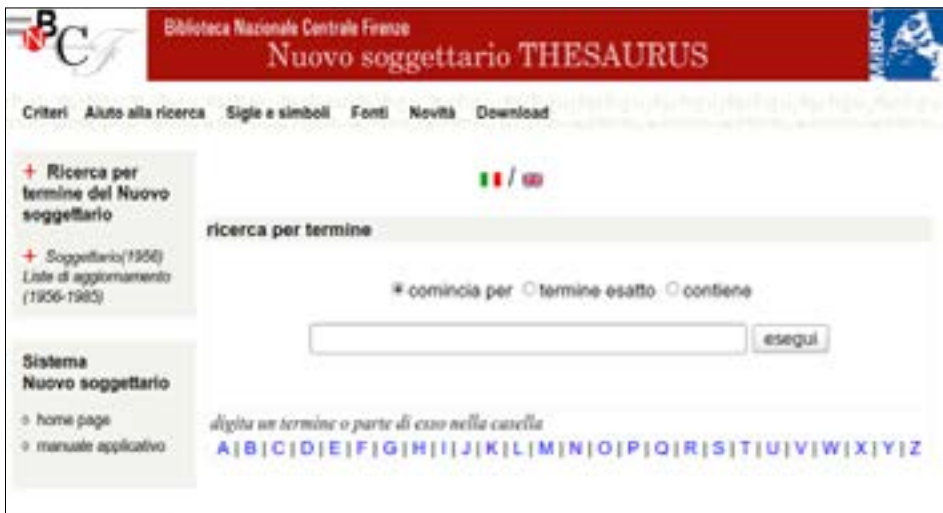 BNCF
Biblioteca Nazionale Centrale Firenze
Nuovo soggettario THESAURUS
MiBACT
Criteri Aiuto alla ricerca Sigle e simboli Fonti Novità Download
+ Ricerca per
termine del Nuovo
soggettario
+ Soggettario(1956)
Liste di aggiornamento
(1956-1985)
Sistema
Nuovo soggettario
home page
manuale applicativo
/
ricerca per termine
comincia per termine esatto contiene
esegui
digita un termine o parte di esso nella casella
A | B | C | D | E | F | G | H | I | J | K | L | M | N | O | P | Q | R | S | T | U | V | W | X | Y | Z